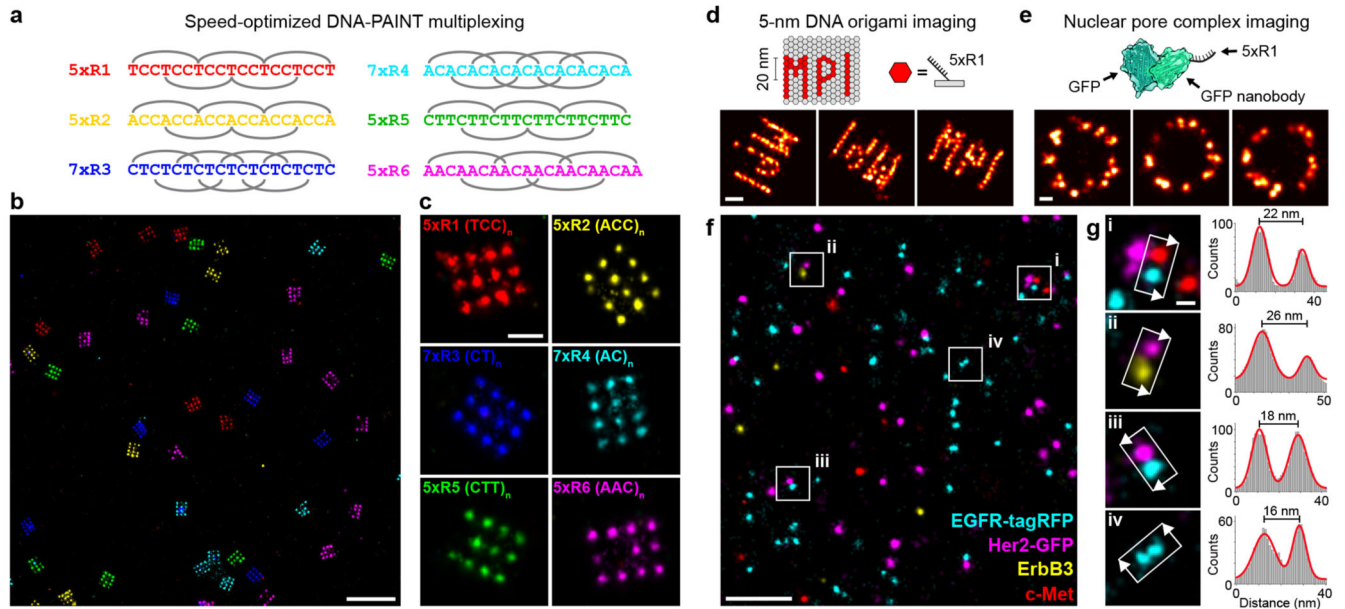 a
Speed-optimized DNA-PAINT multiplexing
5xR1 TCCTCCTCCTCCTCCTCCT
7xR4 ACACACACACACACACACA
5xR2 ACCACCACCACCACCACCA
5xR5 CTTCTTCTTCTTCTTCTTC
7xR3 CTCTCTCTCTCTCTCTCTC
5xR6 AACAACAACAACAACAACAA
b
c
5xR1 (TCC)n
5xR2 (ACC)n
7xR3 (CT)n
7xR4 (AC)n
5xR5 (CTT)n
5xR6 (AAC)n
d
5-nm DNA origami imaging
20 nm
MPI
=
5xR1
e
Nuclear pore complex imaging
5xR1
GFP
GFP nanobody
f
i
ii
iii
iv
EGFR-tagRFP
Her2-GFP
ErbB3
c-Met
g
i
22 nm
100
Counts
0
0
40
ii
26 nm
80
Counts
0
0
50
iii
18 nm
100
Counts
0
0
40
iv
16 nm
60
Counts
0
0
40
Distance (nm)